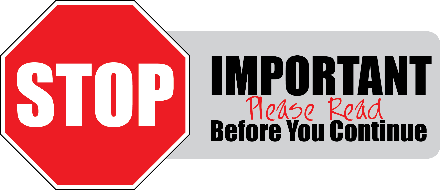 STOP
IMPORTANT
Please Read
Before You Continue